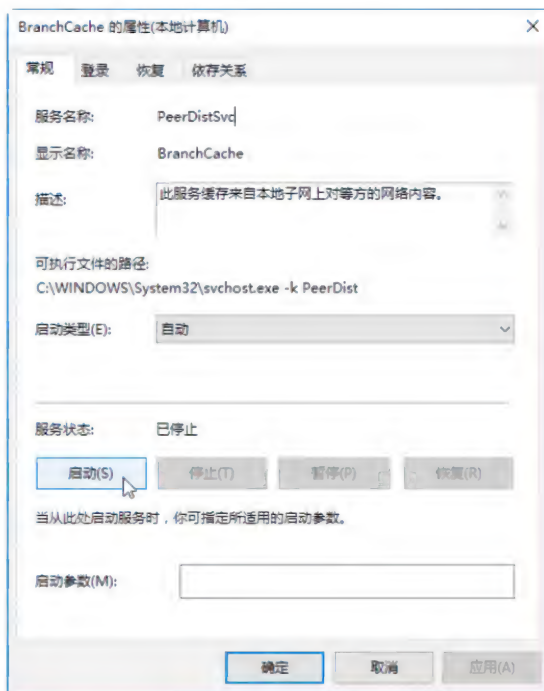 BranchCache 的属性(本地计算机)
常规 登录 恢复 依存关系
服务名称: PeerDistSvc
显示名称: BranchCache
描述: 此服务缓存来自本地子网上对等方的网络内容。
可执行文件的路径:
C:\WINDOWS\System32\svchost.exe -k PeerDist
启动类型(E): 自动
服务状态: 已停止
启动(S) 停止(T) 暂停(P) 恢复(R)
当从此处启动服务时，你可指定所适用的启动参数。
启动参数(M):
确定 取消 应用(A)